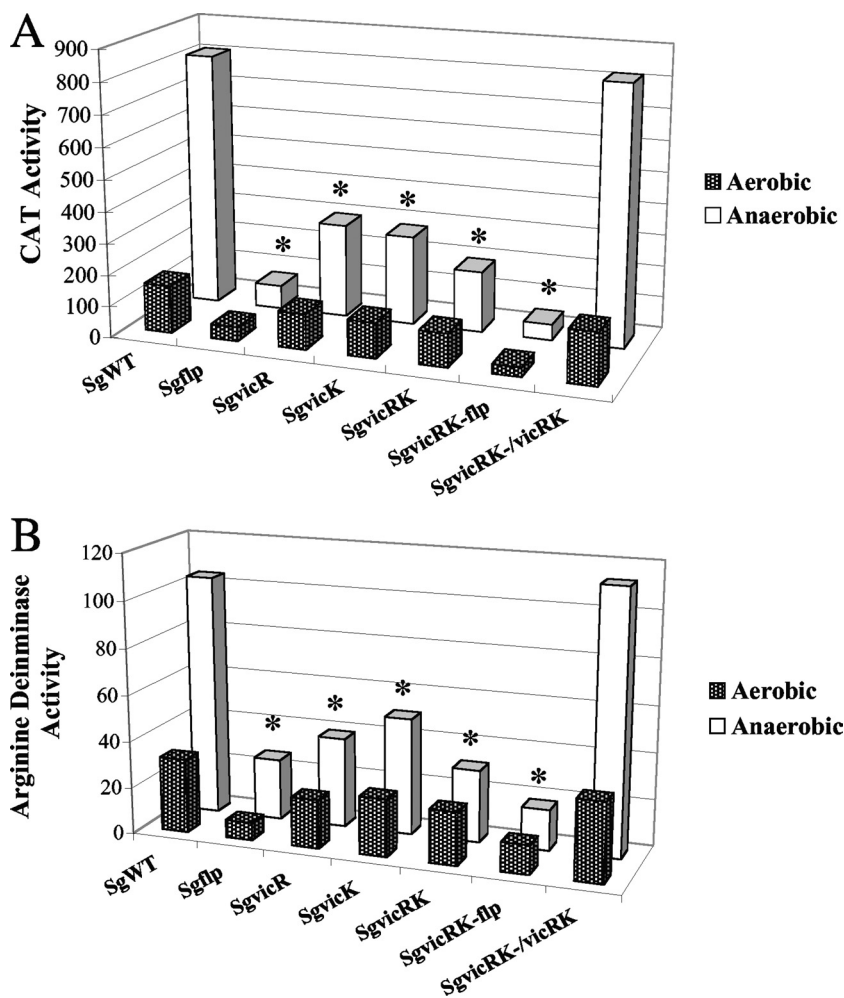 A
900
800
700
600
500
400
300
200
100
0
CAT Activity
*
*
*
*
*
SgWT
Sgflp
SgvicR
SgvicK
SgvicRK
SgvicRK-flp
SgvicRK-/vicRK
Aerobic
Anaerobic
B
120
100
80
60
40
20
0
Arginine Deinminase
Activity
*
*
*
*
*
SgWT
Sgflp
SgvicR
SgvicK
SgvicRK
SgvicRK-flp
SgvicRK-/vicRK
Aerobic
Anaerobic